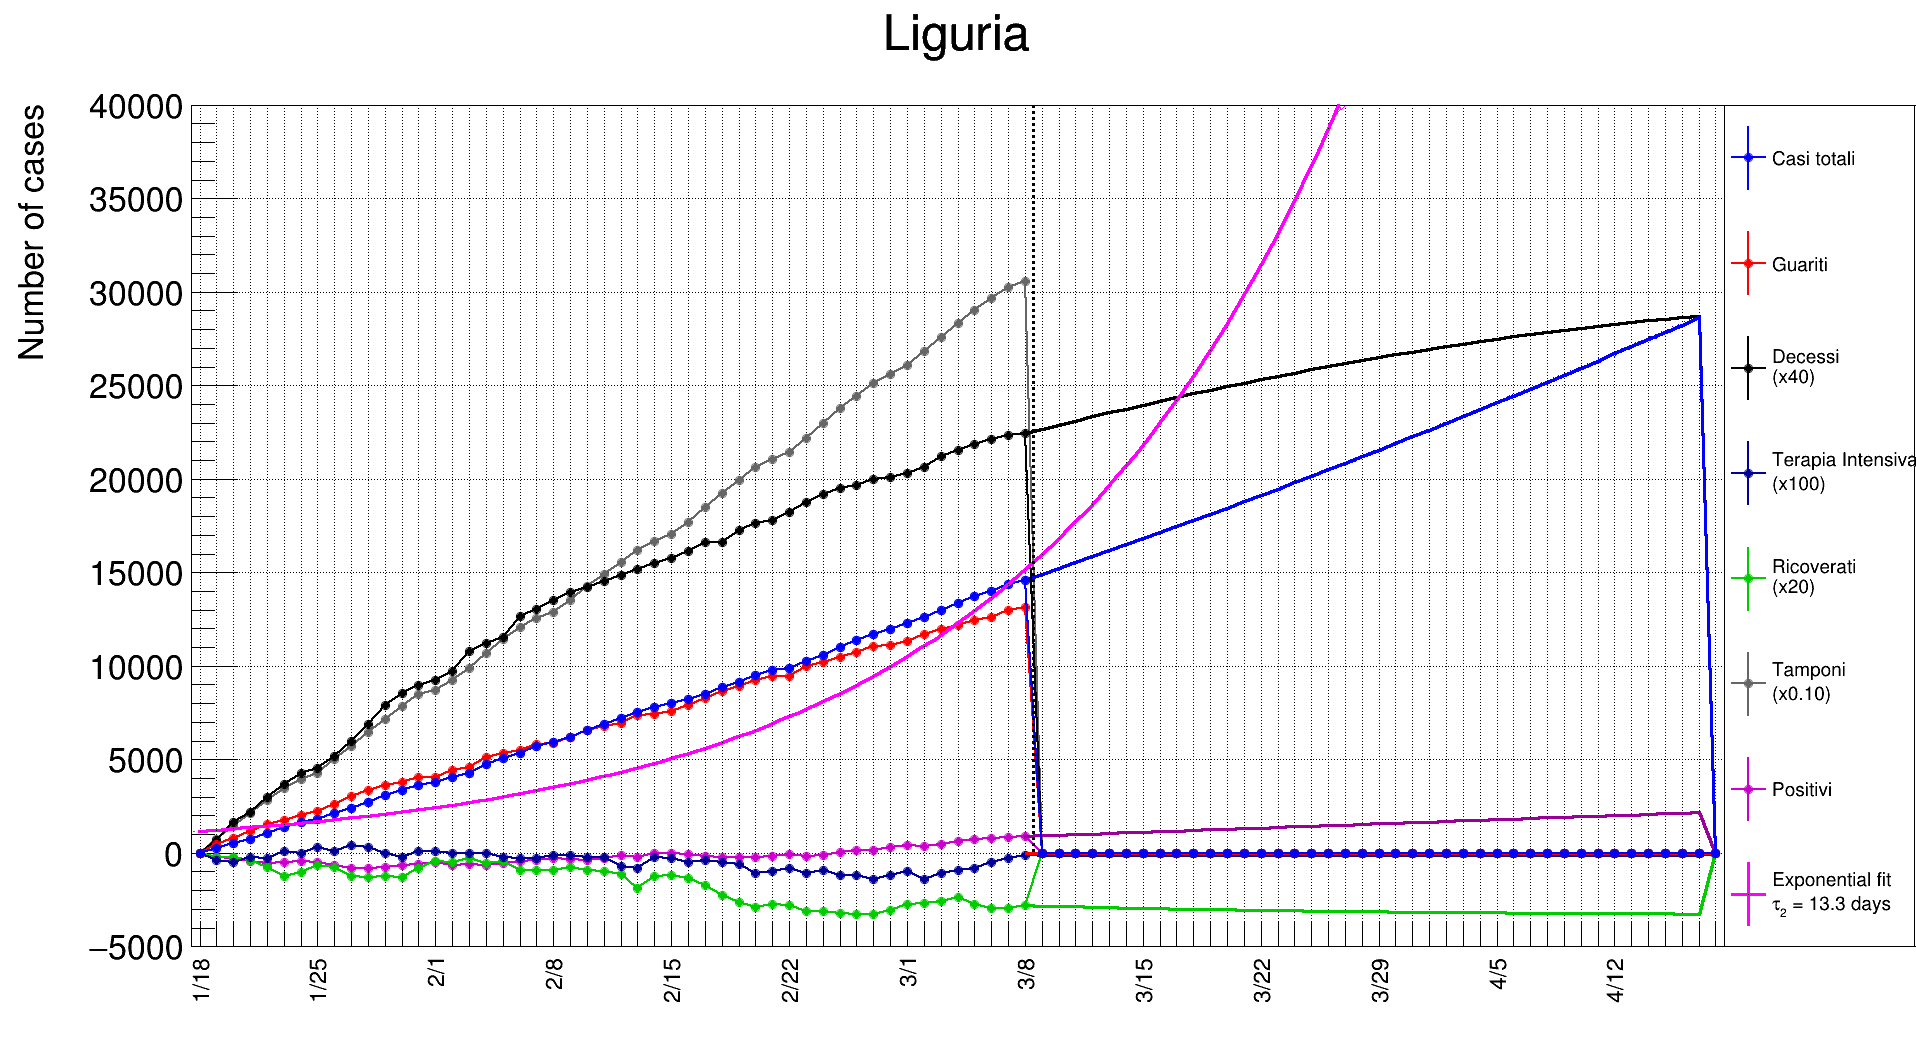 Liguria
Number of cases
40000
35000
30000
25000
20000
15000
10000
5000
0
−5000
1/18
1/25
2/1
2/8
2/15
2/22
3/1
3/8
3/15
3/22
3/29
4/5
4/12
Casi totali
Guariti
Decessi
(x40)
Terapia Intensiva
(x100)
Ricoverati
(x20)
Tamponi
(x0.10)
Positivi
Exponential fit
τ2 = 13.3 days